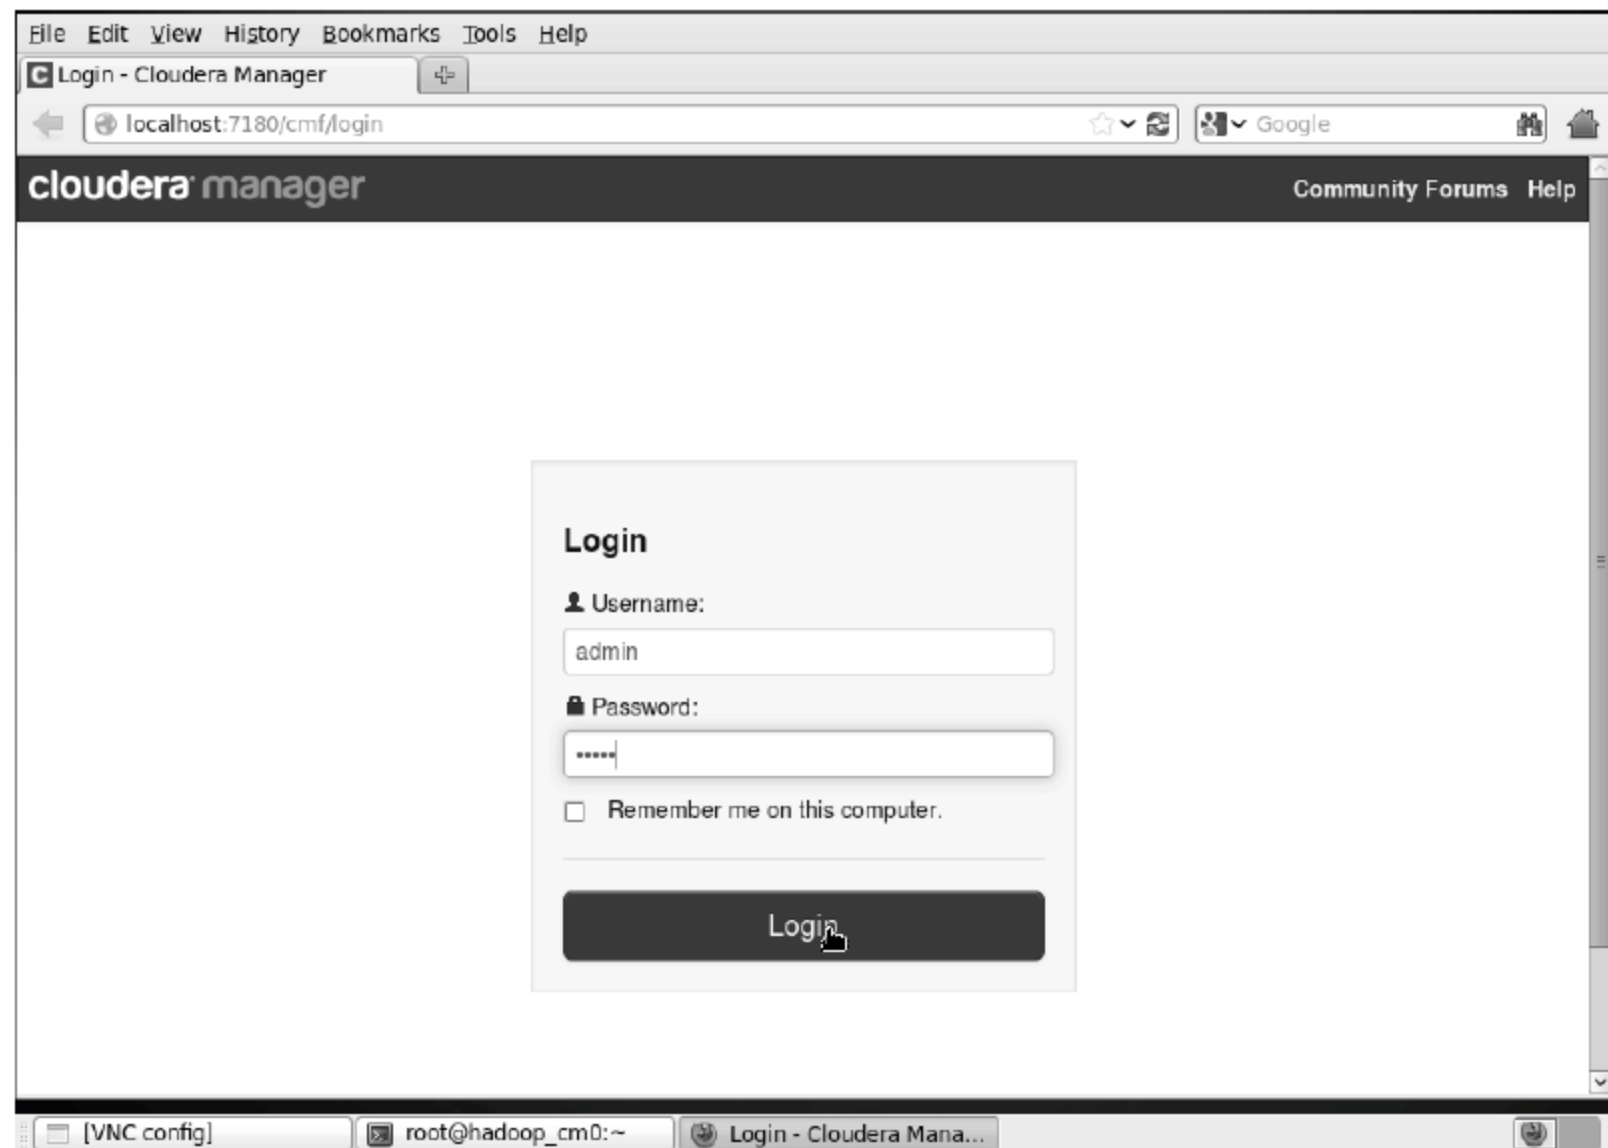 File Edit View History Bookmarks Tools Help
Login - Cloudera Manager
localhost:7180/cmf/login Google
cloudera manager Community Forums Help
Login
Username:
admin
Password:
•••••
Remember me on this computer.
Login
[VNC config] root@hadoop_cm0:~ Login - Cloudera Mana...